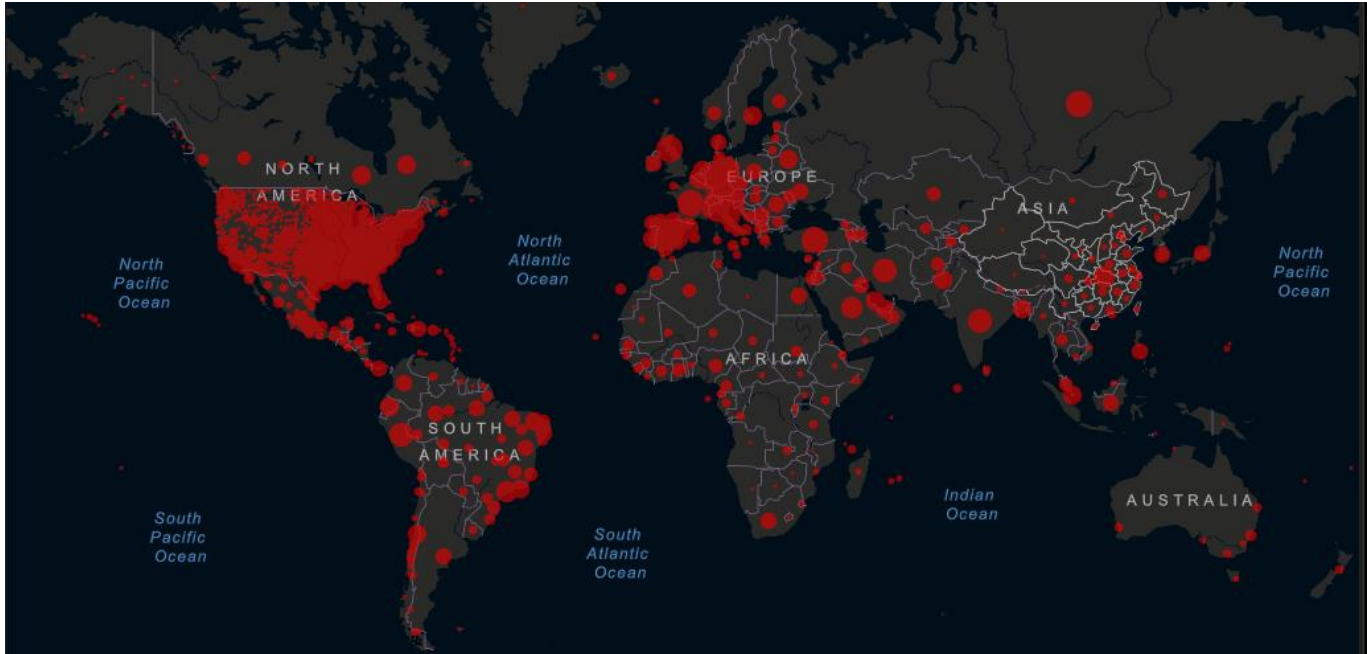 NORTH
AMERICA
EUROPE
ASIA
North
Pacific
Ocean
North
Atlantic
Ocean
North
Pacific
Ocean
AFRICA
SOUTH
AMERICA
South
Pacific
Ocean
South
Atlantic
Ocean
Indian
Ocean
AUSTRALIA